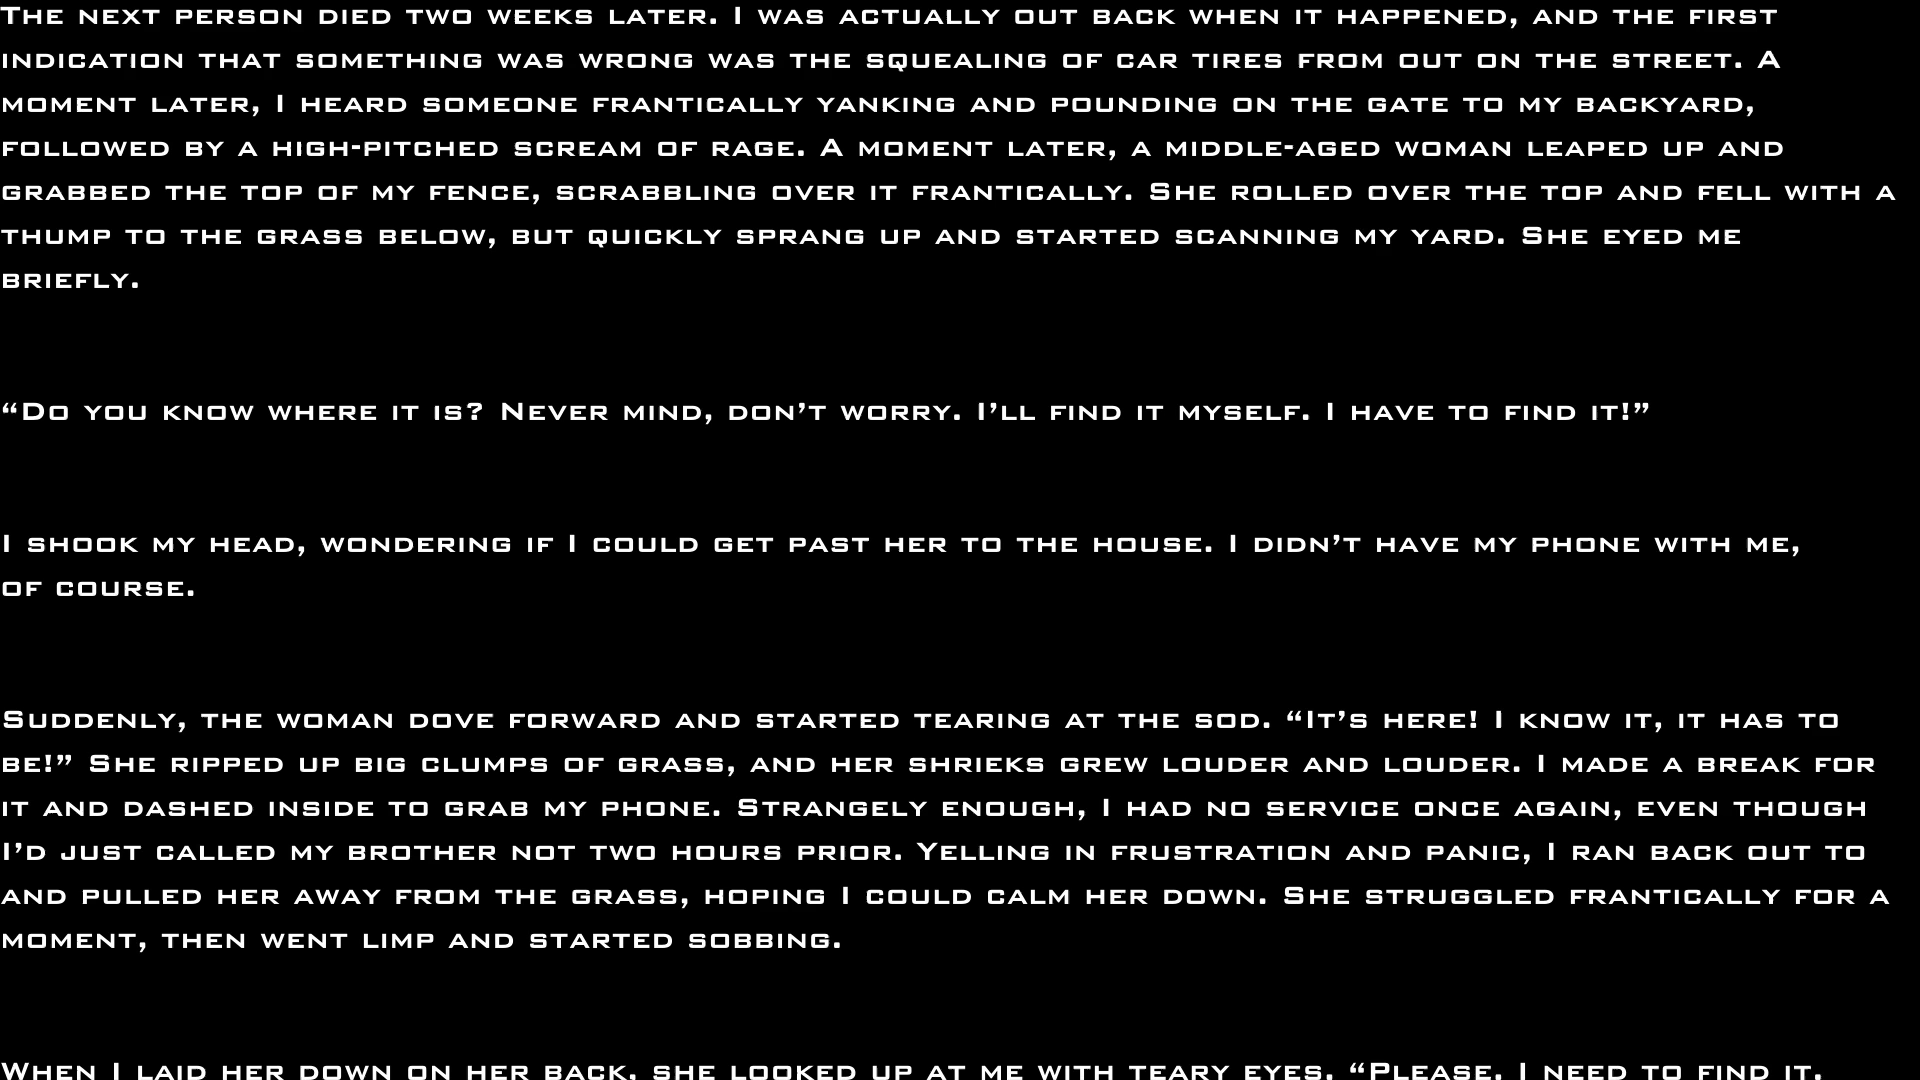 The next person died two weeks later. I was actually out back when it happened, and the first
indication that something was wrong was the squealing of car tires from out on the street. A
moment later, I heard someone frantically yanking and pounding on the gate to my backyard,
followed by a high-pitched scream of rage. A moment later, a middle-aged woman leaped up and
grabbed the top of my fence, scrabbling over it frantically. She rolled over the top and fell with a
thump to the grass below, but quickly sprang up and started scanning my yard. She eyed me
briefly.
“Do you know where it is? Never mind, don’t worry. I’ll find it myself. I have to find it!”
I shook my head, wondering if I could get past her to the house. I didn’t have my phone with me,
of course.
Suddenly, the woman dove forward and started tearing at the sod. “It’s here! I know it, it has to
be!” She ripped up big clumps of grass, and her shrieks grew louder and louder. I made a break for
it and dashed inside to grab my phone. Strangely enough, I had no service once again, even though
I’d just called my brother not two hours prior. Yelling in frustration and panic, I ran back out to
and pulled her away from the grass, hoping I could calm her down. She struggled frantically for a
moment, then went limp and started sobbing.
When I laid her down on her back, she looked up at me with teary eyes. “Please. I need to find it.